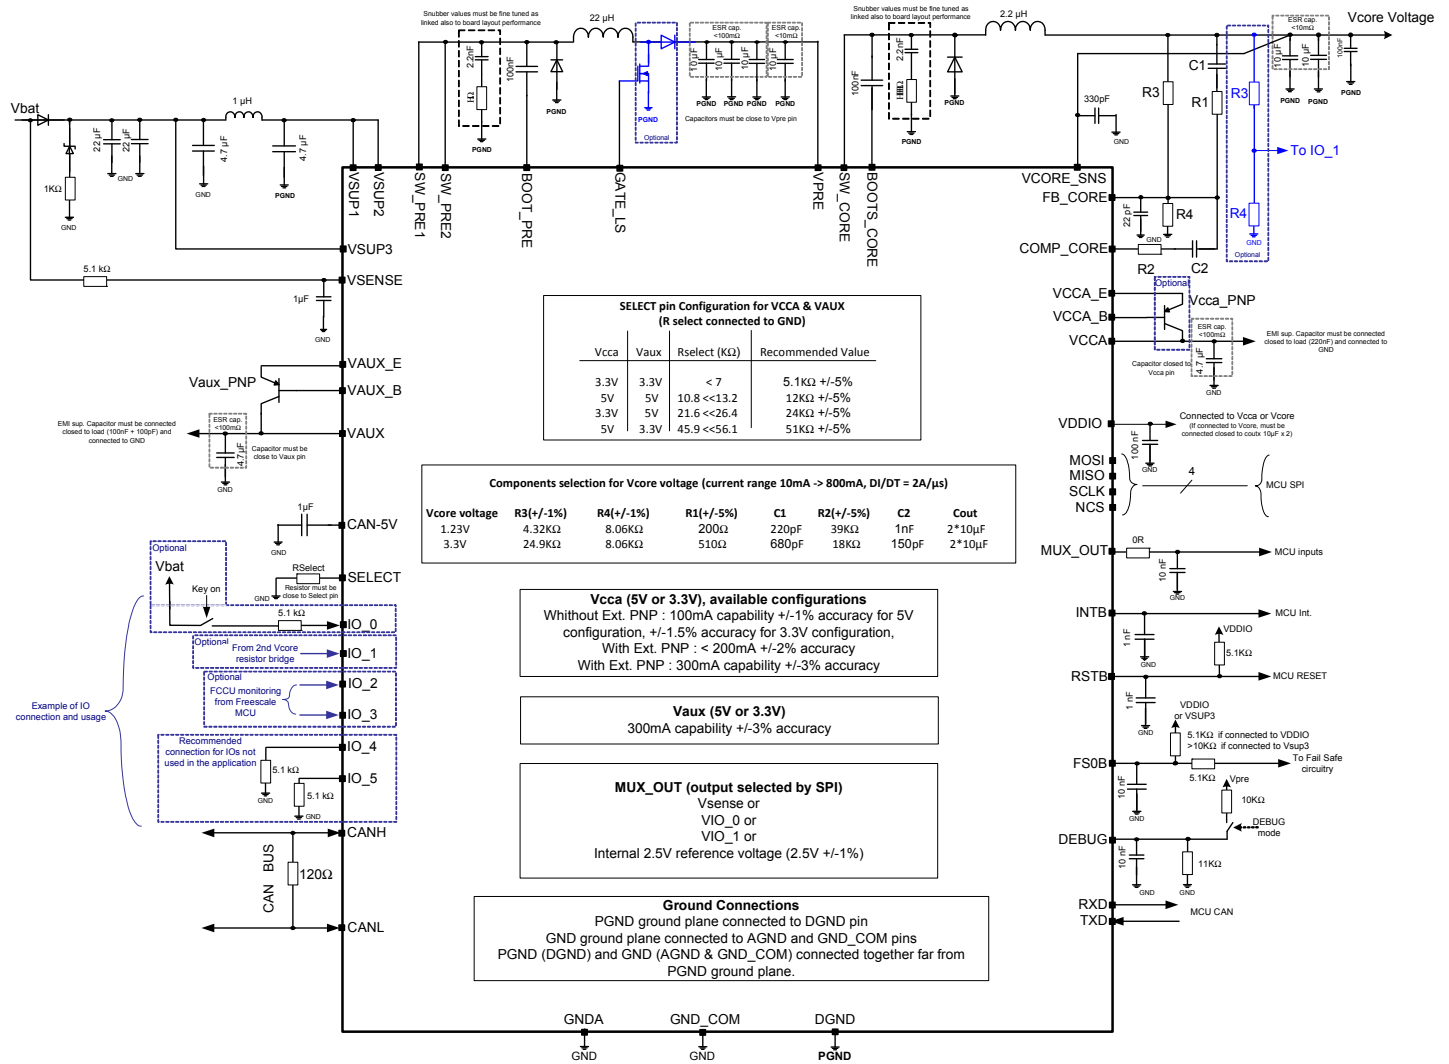 Snubber values must be fine tuned as
linked also to board layout performance
22 µH
ESR cap.
<100mΩ
ESR cap.
<10mΩ
Snubber values must be fine tuned as
linked also to board layout performance
2.2 µH
ESR cap.
<10mΩ
Vcore Voltage
2.2nF
100nF
10 µF
10 µF
10 µF
10 µF
PGND
PGND
PGND
PGND
PGND
PGND
PGND
Optional
Capacitors must be close to Vpre pin
2.2nF
100nF
PGND
PGND
330pF
GND
R3
C1
R1
R3
10 µF
10 µF
100nF
PGND
PGND
PGND
To IO_1
Vbat
1 µH
22 µF
22 µF
GND
4.7 µF
GND
4.7 µF
PGND
1KΩ
GND
VSUP1
VSUP2
SW_PRE1
SW_PRE2
BOOT_PRE
GATE_LS
VPRE
SW_CORE
BOOTS_CORE
VCORE_SNS
FB_CORE
22 pF
GND
R4
R4
GND
Optional
COMP_CORE
R2
C2
VSUP3
VSENSE
5.1 kΩ
1µF
GND
VCCA_E
VCCA_B
VCCA
Optional
Vcca_PNP
ESR cap.
<100mΩ
4.7 µF
GND
Capacitor closed to
Vcca pin
EMI sup. Capacitor must be connected
closed to load (220nF) and connected to
GND
SELECT pin Configuration for VCCA & VAUX
(R select connected to GND)
Vcca Vaux Rselect (KΩ) Recommended Value
3.3V 3.3V < 7 5.1KΩ +/-5%
5V 5V 10.8 <<13.2 12KΩ +/-5%
3.3V 5V 21.6 <<26.4 24KΩ +/-5%
5V 3.3V 45.9 <<56.1 51KΩ +/-5%
VAUX_E
Vaux_PNP
VAUX_B
VAUX
EMI sup. Capacitor must be connected
closed to load (100nF + 100pF) and
connected to GND
ESR cap.
<100mΩ
4.7 µF
GND
Capacitor must be
close to Vaux pin
VDDIO
100 nF
GND
Connected to Vcca or Vcore
(If connected to Vcore, must be
connected closed to coutx 10µF x 2)
MOSI
MISO
SCLK
NCS
4
MCU SPI
Components selection for Vcore voltage (current range 10mA -> 800mA, DI/DT = 2A/µs)
Vcore voltage R3(+/-1%) R4(+/-1%) R1(+/-5%) C1 R2(+/-5%) C2 Cout
1.23V 4.32KΩ 8.06KΩ 200Ω 220pF 39KΩ 1nF 2*10µF
3.3V 24.9KΩ 8.06KΩ 510Ω 680pF 18KΩ 150pF 2*10µF
1µF
GND
CAN-5V
MUX_OUT
0R
10 nF
GND
MCU inputs
Optional
Vbat
Key on
RSelect
GND
Resistor must be
close to Select pin
SELECT
5.1 kΩ
IO_0
Optional
From 2nd Vcore
resistor bridge
IO_1
Optional
FCCU monitoring
from Freescale
MCU
IO_2
IO_3
Example of IO
connection and usage
Recommended
connection for IOs not
used in the application
IO_4
5.1 kΩ
GND
IO_5
5.1 kΩ
GND
Vcca (5V or 3.3V), available configurations
Whithout Ext. PNP : 100mA capability +/-1% accuracy for 5V
configuration, +/-1.5% accuracy for 3.3V configuration,
With Ext. PNP : < 200mA +/-2% accuracy
With Ext. PNP : 300mA capability +/-3% accuracy
Vaux (5V or 3.3V)
300mA capability +/-3% accuracy
MUX_OUT (output selected by SPI)
Vsense or
VIO_0 or
VIO_1 or
Internal 2.5V reference voltage (2.5V +/-1%)
Ground Connections
PGND ground plane connected to DGND pin
GND ground plane connected to AGND and GND_COM pins
PGND (DGND) and GND (AGND & GND_COM) connected together far from
PGND ground plane.
INTB
1 nF
GND
MCU Int.
VDDIO
5.1KΩ
RSTB
1 nF
GND
MCU RESET
VDDIO
or VSUP3
5.1KΩ if connected to VDDIO
>10KΩ if connected to Vsup3
FS0B
10 nF
GND
5.1KΩ
To Fail Safe
circuitry
Vpre
10KΩ
DEBUG
mode
DEBUG
10 nF
GND
11KΩ
GND
RXD
TXD
MCU CAN
CANH
CAN BUS
120Ω
CANL
GNDA
GND
GND_COM
GND
DGND
PGND